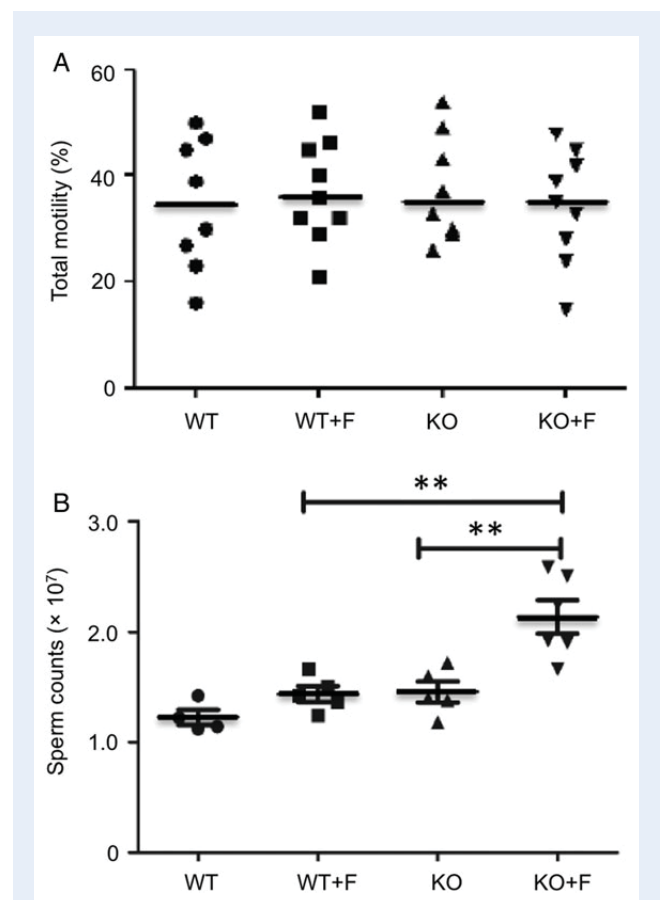 A
60
40
20
0
Total motility (%)
WT WT+F KO KO+F
B
**
**
3.0
2.0
1.0
0
Sperm counts (× 10⁷)
WT WT+F KO KO+F